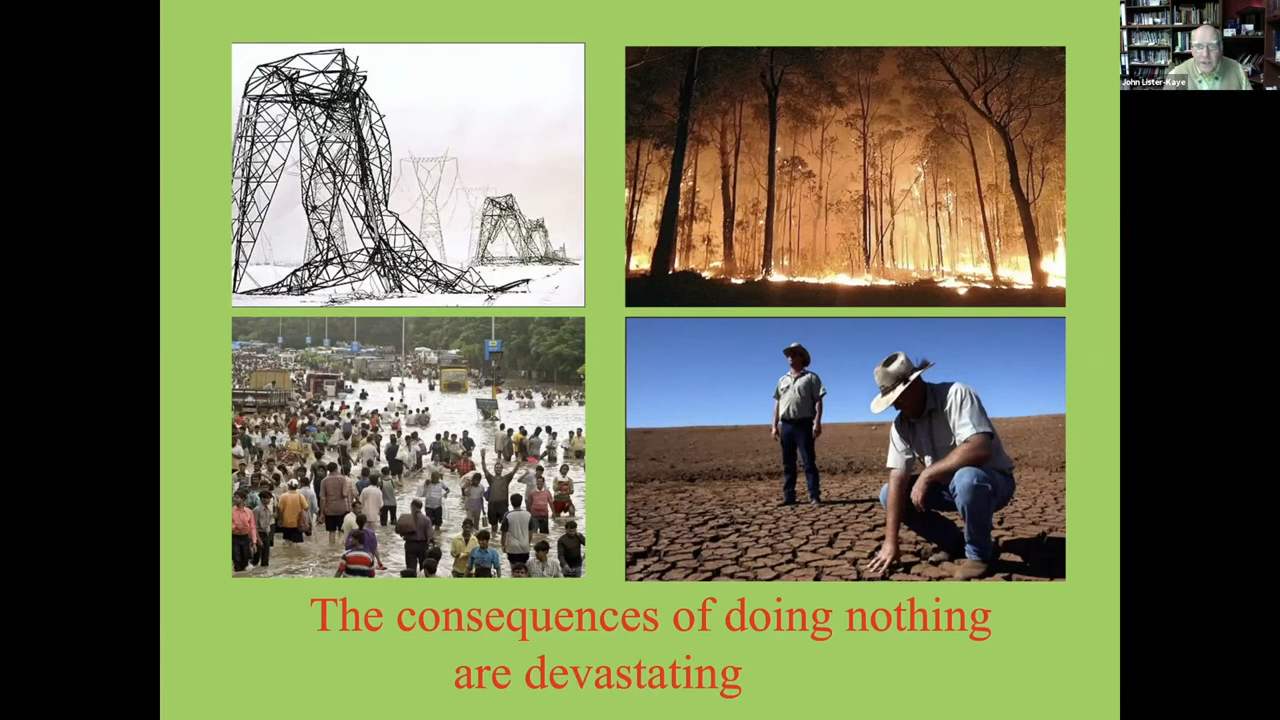 John Lister-Kaye
The consequences of doing nothing
are devastating